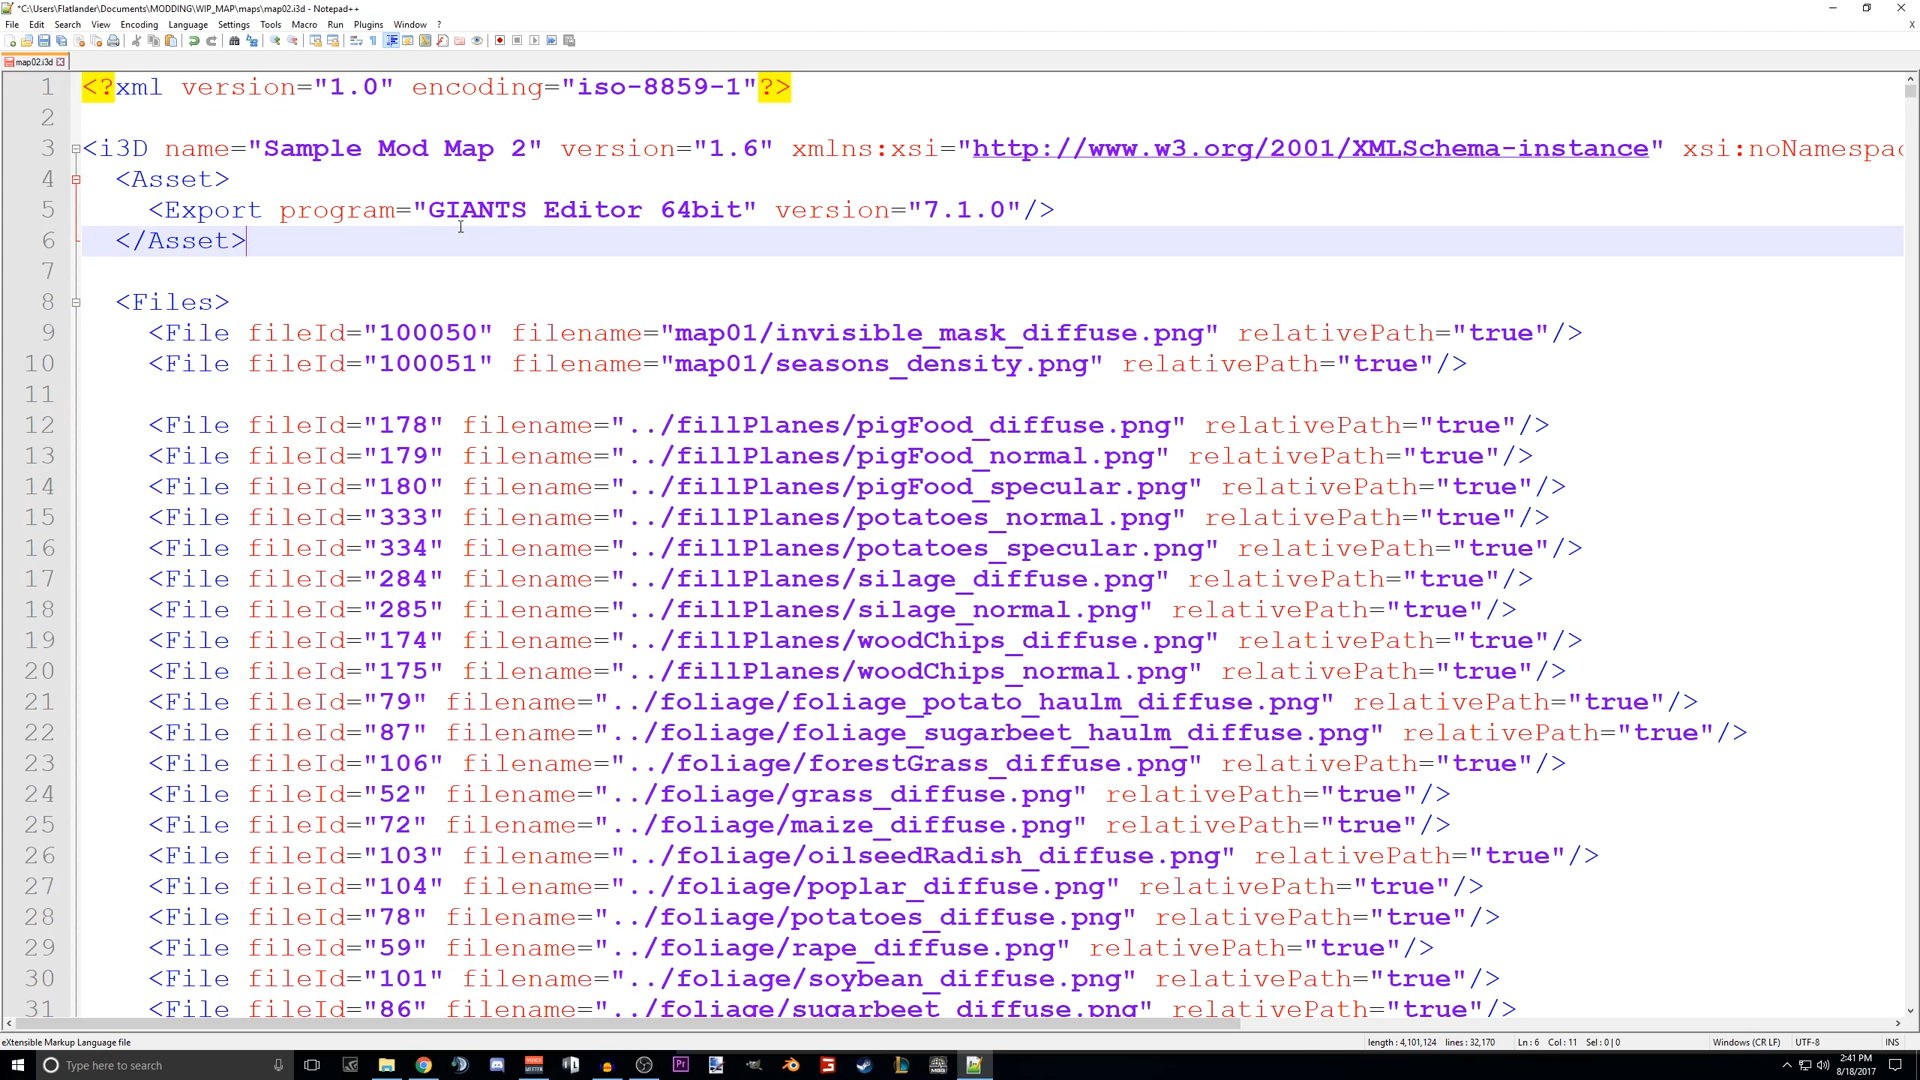 *C:\Users\Flatlander\Documents\MODDING\WIP_MAP\maps\map02.i3d - Notepad++
File Edit Search View Encoding Language Settings Tools Macro Run Plugins Window ?
map02.i3d
1 <?xml version="1.0" encoding="iso-8859-1"?>
2
3 <i3D name="Sample Mod Map 2" version="1.6" xmlns:xsi="http://www.w3.org/2001/XMLSchema-instance" xsi:noNamespac
4 <Asset>
5 <Export program="GIANTS Editor 64bit" version="7.1.0"/>
6 </Asset>
7
8 <Files>
9 <File fileId="100050" filename="map01/invisible_mask_diffuse.png" relativePath="true"/>
10 <File fileId="100051" filename="map01/seasons_density.png" relativePath="true"/>
11
12 <File fileId="178" filename="../fillPlanes/pigFood_diffuse.png" relativePath="true"/>
13 <File fileId="179" filename="../fillPlanes/pigFood_normal.png" relativePath="true"/>
14 <File fileId="180" filename="../fillPlanes/pigFood_specular.png" relativePath="true"/>
15 <File fileId="333" filename="../fillPlanes/potatoes_normal.png" relativePath="true"/>
16 <File fileId="334" filename="../fillPlanes/potatoes_specular.png" relativePath="true"/>
17 <File fileId="284" filename="../fillPlanes/silage_diffuse.png" relativePath="true"/>
18 <File fileId="285" filename="../fillPlanes/silage_normal.png" relativePath="true"/>
19 <File fileId="174" filename="../fillPlanes/woodChips_diffuse.png" relativePath="true"/>
20 <File fileId="175" filename="../fillPlanes/woodChips_normal.png" relativePath="true"/>
21 <File fileId="79" filename="../foliage/foliage_potato_haulm_diffuse.png" relativePath="true"/>
22 <File fileId="87" filename="../foliage/foliage_sugarbeet_haulm_diffuse.png" relativePath="true"/>
23 <File fileId="106" filename="../foliage/forestGrass_diffuse.png" relativePath="true"/>
24 <File fileId="52" filename="../foliage/grass_diffuse.png" relativePath="true"/>
25 <File fileId="72" filename="../foliage/maize_diffuse.png" relativePath="true"/>
26 <File fileId="103" filename="../foliage/oilseedRadish_diffuse.png" relativePath="true"/>
27 <File fileId="104" filename="../foliage/poplar_diffuse.png" relativePath="true"/>
28 <File fileId="78" filename="../foliage/potatoes_diffuse.png" relativePath="true"/>
29 <File fileId="59" filename="../foliage/rape_diffuse.png" relativePath="true"/>
30 <File fileId="101" filename="../foliage/soybean_diffuse.png" relativePath="true"/>
31 <File fileId="86" filename="../foliage/sugarbeet_diffuse.png" relativePath="true"/>
eXtensible Markup Language file length : 4,101,124 lines : 32,170 Ln : 6 Col : 11 Sel : 0 | 0 Windows (CR LF) UTF-8 INS
Type here to search
2:41 PM
8/18/2017